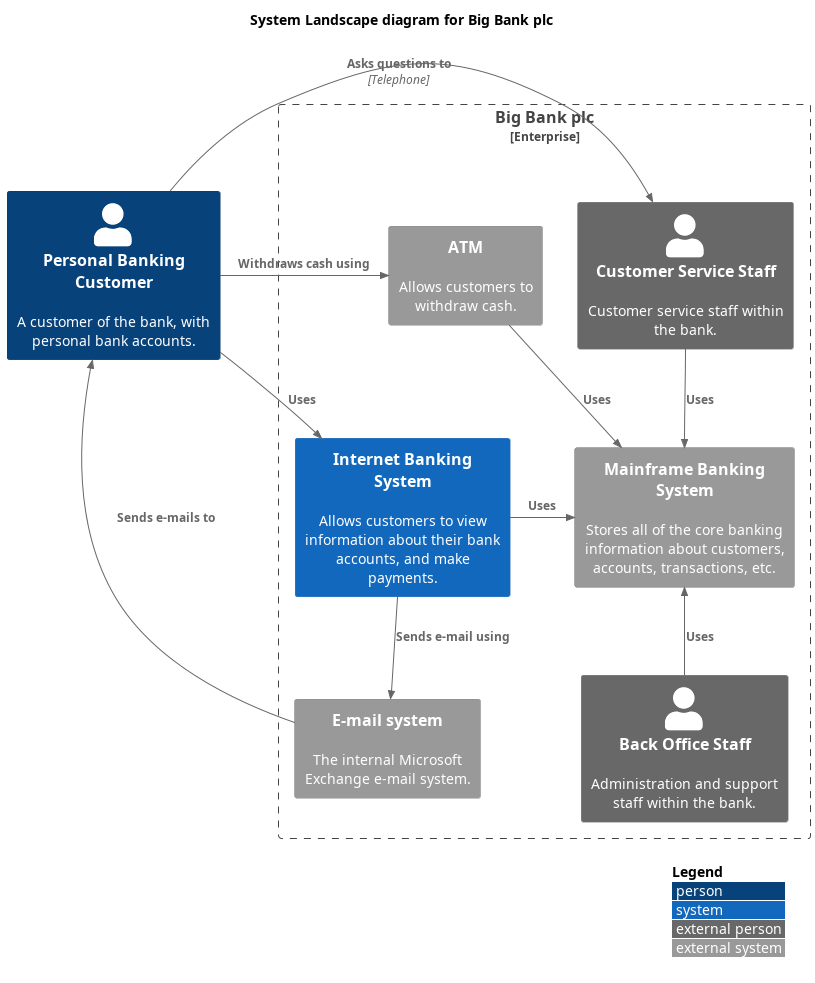 System Landscape diagram for Big Bank plc
Asks questions to
[Telephone]
Big Bank plc
[Enterprise]
Personal Banking
Customer
A customer of the bank, with
personal bank accounts.
Withdraws cash using
ATM
Allows customers to
withdraw cash.
Customer Service Staff
Customer service staff within
the bank.
Uses
Uses
Uses
Internet Banking
System
Allows customers to view
information about their bank
accounts, and make
payments.
Uses
Mainframe Banking
System
Stores all of the core banking
information about customers,
accounts, transactions, etc.
Sends e-mails to
Sends e-mail using
Uses
E-mail system
The internal Microsoft
Exchange e-mail system.
Back Office Staff
Administration and support
staff within the bank.
Legend
person
system
external person
external system